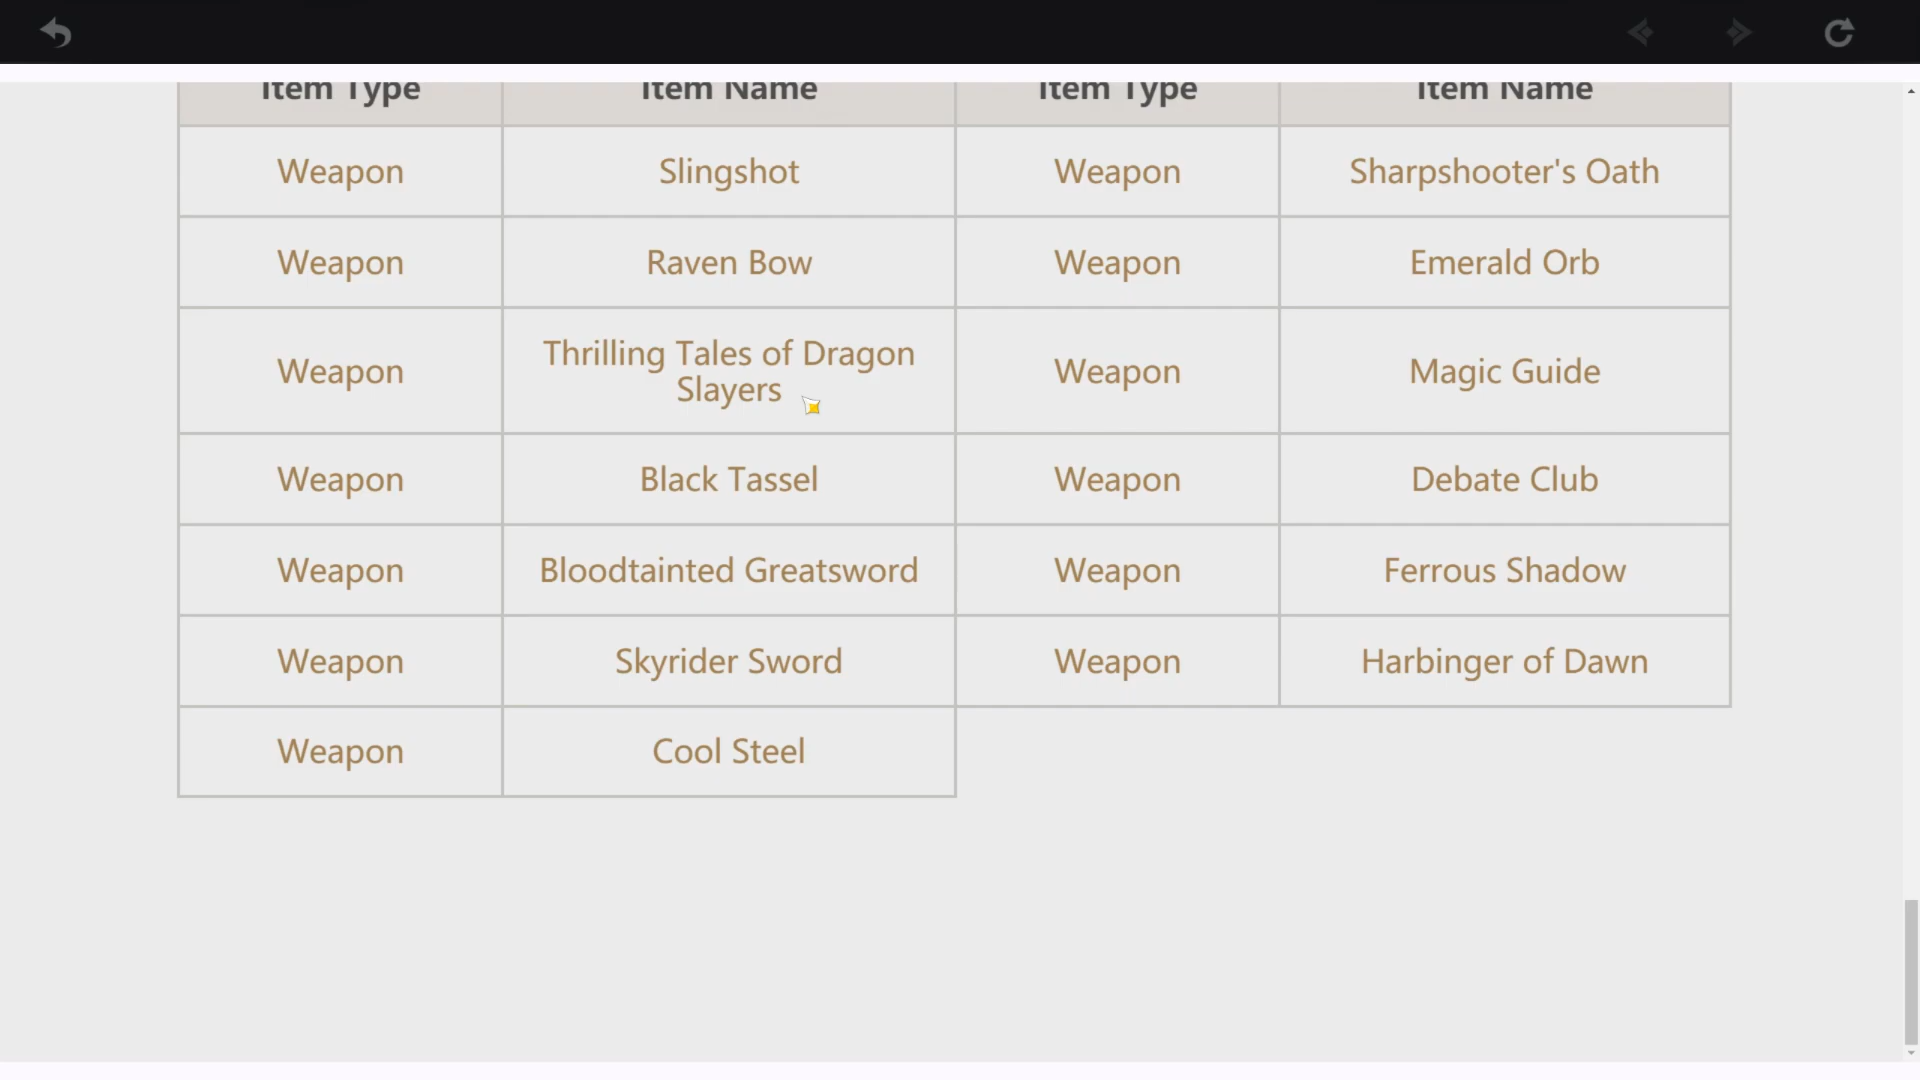 Item Type Item Name Item Type Item Name
Weapon Slingshot Weapon Sharpshooter's Oath
Weapon Raven Bow Weapon Emerald Orb
Weapon Thrilling Tales of Dragon
Slayers Weapon Magic Guide
Weapon Black Tassel Weapon Debate Club
Weapon Bloodtainted Greatsword Weapon Ferrous Shadow
Weapon Skyrider Sword Weapon Harbinger of Dawn
Weapon Cool Steel